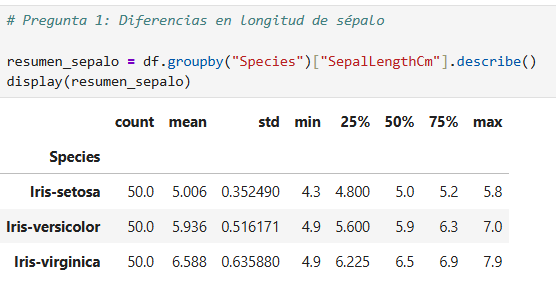 # Pregunta 1: Diferencias en longitud de sépalo
resumen_sepalo = df.groupby("Species")["SepalLengthCm"].describe()
display(resumen_sepalo)
count mean std min 25% 50% 75% max
Species
Iris-setosa 50.0 5.006 0.352490 4.3 4.800 5.0 5.2 5.8
Iris-versicolor 50.0 5.936 0.516171 4.9 5.600 5.9 6.3 7.0
Iris-virginica 50.0 6.588 0.635880 4.9 6.225 6.5 6.9 7.9